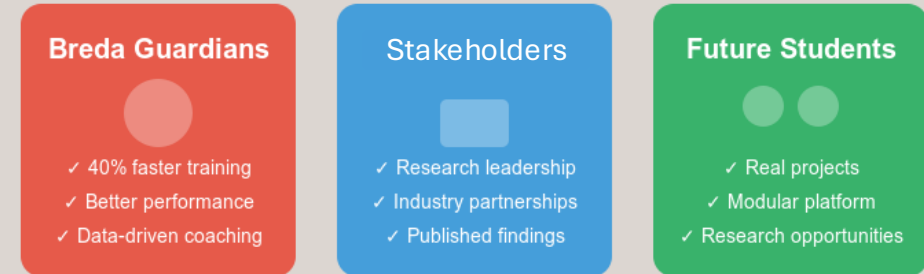 Breda Guardians
✓ 40% faster training
✓ Better performance
✓ Data-driven coaching
Stakeholders
✓ Research leadership
✓ Industry partnerships
✓ Published findings
Future Students
✓ Real projects
✓ Modular platform
✓ Research opportunities